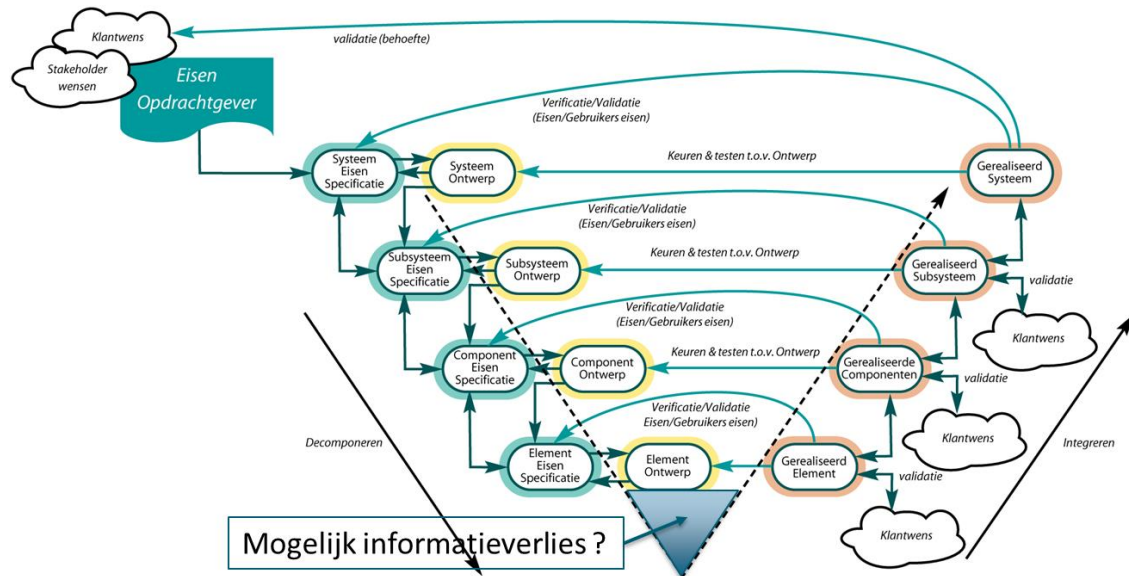 Klantwens
Stakeholder
wensen
Eisen
Opdrachtgever
validatie (behoefte)
Verificatie/Validatie
(Eisen/Gebruikers eisen)
Systeem
Eisen
Specificatie
Systeem
Ontwerp
Keuren & testen t.o.v. Ontwerp
Gerealiseerd
Systeem
Verificatie/Validatie
(Eisen/Gebruikers eisen)
Subsysteem
Eisen
Specificatie
Subsysteem
Ontwerp
Keuren & testen t.o.v. Ontwerp
Gerealiseerd
Subsysteem
validatie
Klantwens
Verificatie/Validatie
(Eisen/Gebruikers eisen)
Component
Eisen
Specificatie
Component
Ontwerp
Keuren & testen t.o.v. Ontwerp
Gerealiseerde
Componenten
validatie
Klantwens
Decomponeren
Verificatie/Validatie
Eisen/Gebruikers eisen)
Integreren
Element
Eisen
Specificatie
Element
Ontwerp
Gerealiseerd
Element
validatie
Klantwens
Mogelijk informatieverlies ?